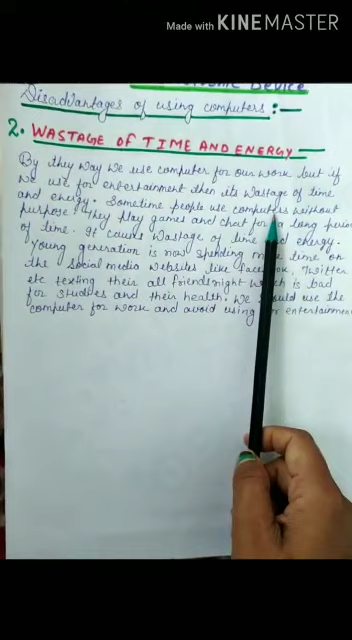 Made with KINEMASTER
Device
Disadvantages of using computers :—
2. WASTAGE OF TIME AND ENERGY —
By they way we use computer for our work but if
we use for entertainment then its wastage of time
and energy. Sometime people use computers without
purpose. They play games and chat for a long period
of time. It cause wastage of time and energy.
Young generation is now spending more time on
the social media websites like Facebook, Twitter
etc texting their all friends night which is bad
for studies and their health. We should use the
computer for work and avoid using for entertainment